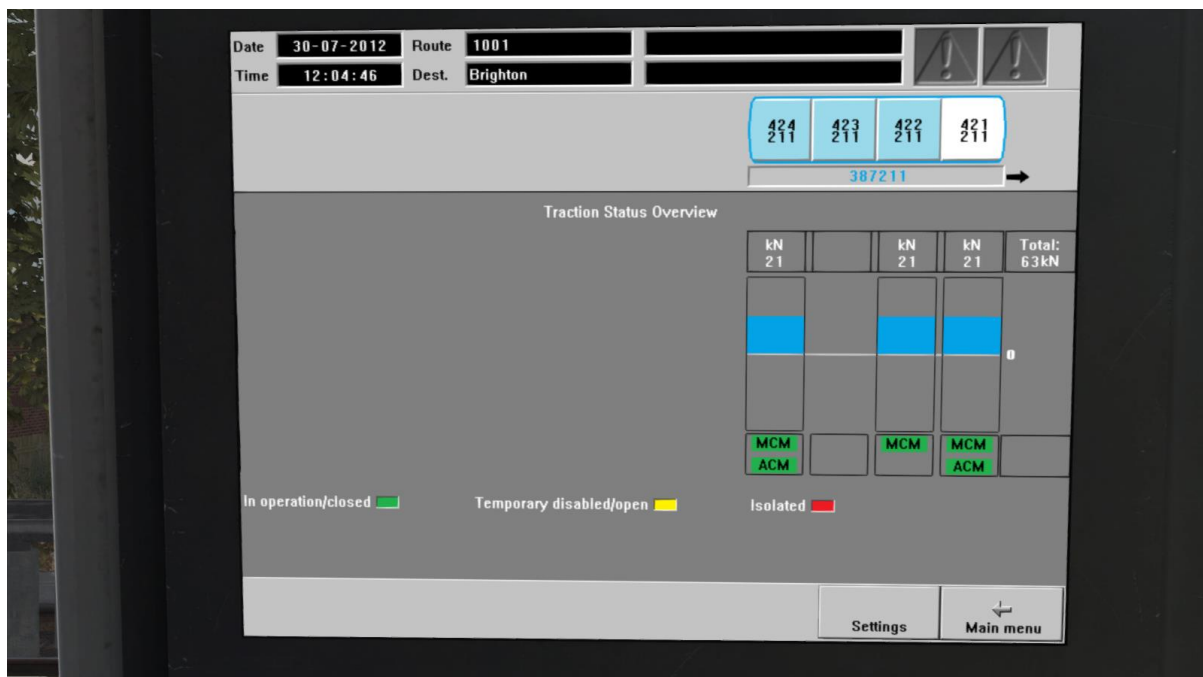 Date 30-07-2012 Route 1001
Time 12:04:46 Dest. Brighton
424 423 422 421
211 211 211 211
387211
Traction Status Overview
kN kN kN Total:
21 21 21 63kN
0
MCM MCM MCM
ACM ACM
In operation/closed Temporary disabled/open Isolated
Settings Main menu